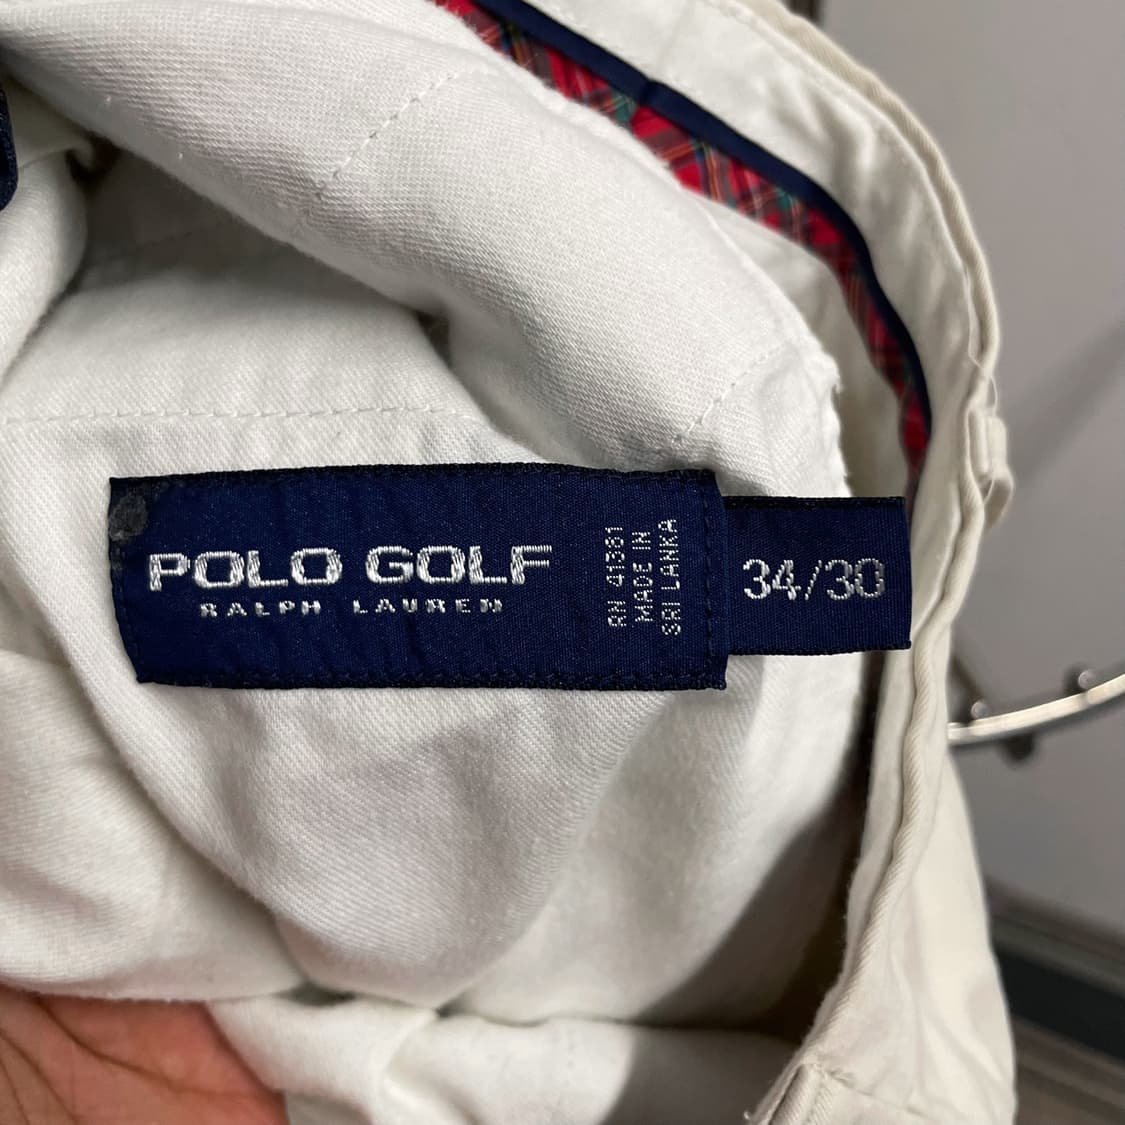 POLO GOLF
RALPH LAUREN
RN 41381
MADE IN
SRI LANKA
34/30